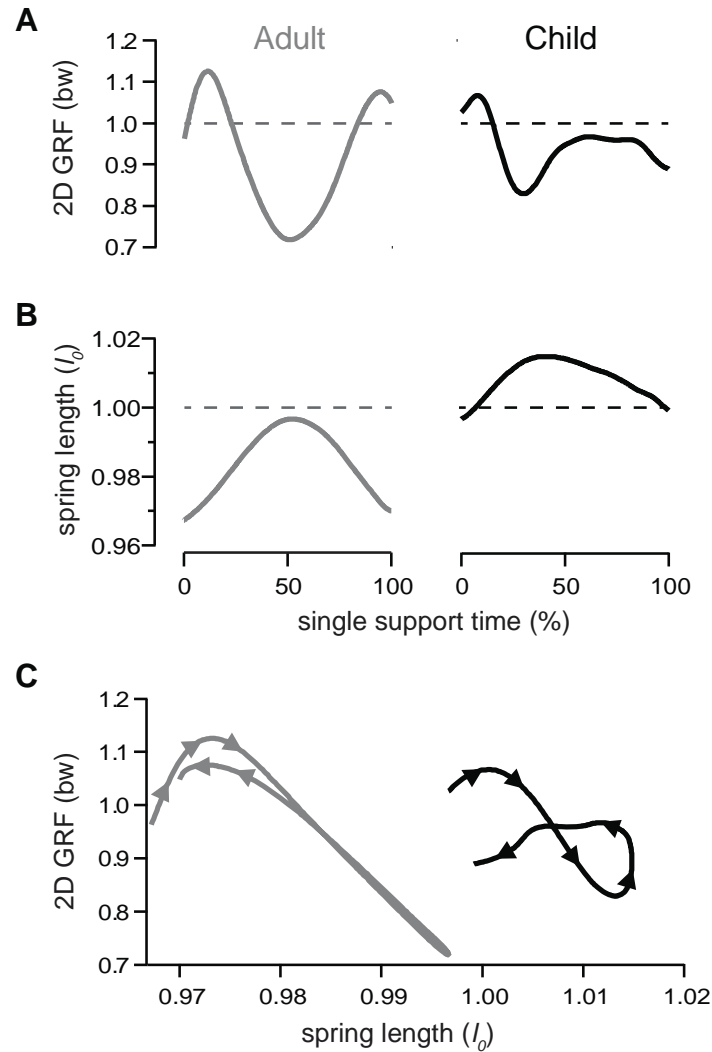 A
Adult
Child
2D GRF (bw)
1.2
1.1
1.0
0.9
0.8
0.7
B
spring length (l₀)
1.02
1.00
0.98
0.96
0 50 100 0 50 100
single support time (%)
C
2D GRF (bw)
1.2
1.1
1.0
0.9
0.8
0.7
0.97 0.98 0.99 1.00 1.01 1.02
spring length (l₀)